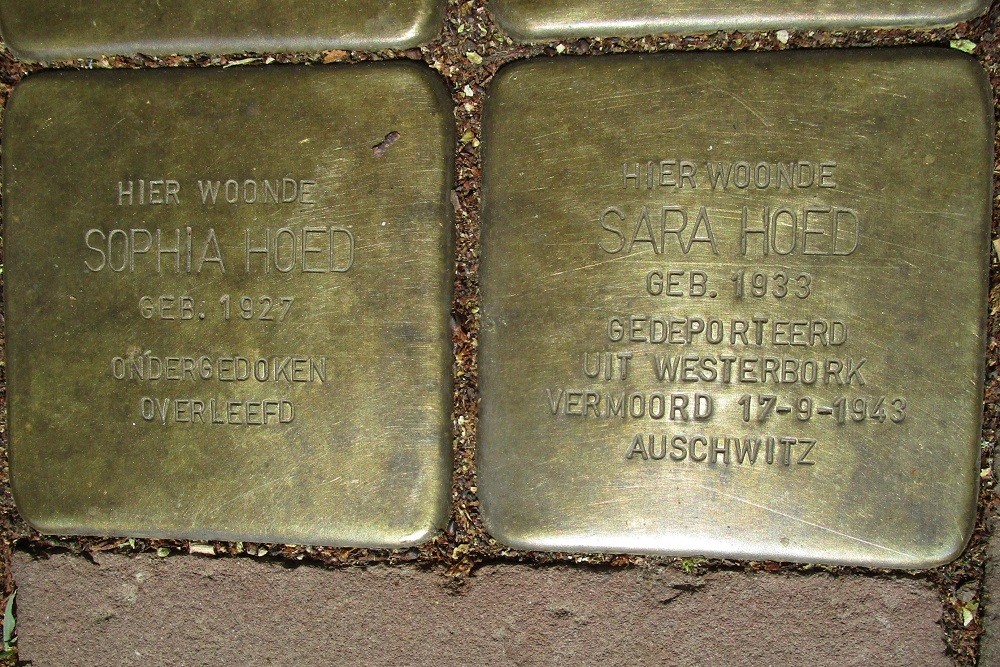 HIER WOONDE
SOPHIA HOED
GEB. 1927
ONDERGEDOKEN
OVERLEEFD
HIER WOONDE
SARA HOED
GEB. 1933
GEDEPORTEERD
UIT WESTERBORK
VERMOORD 17-9-1943
AUSCHWITZ